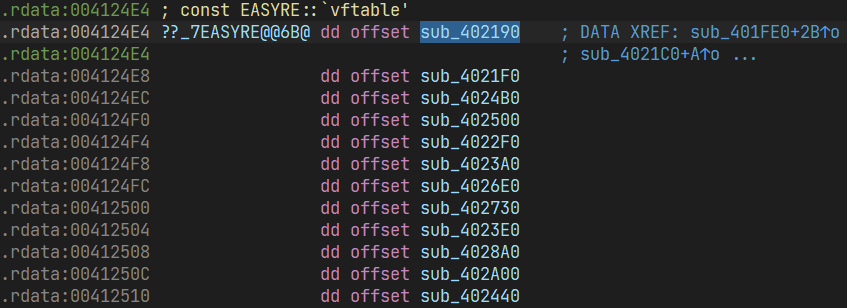 .rdata:004124E4 ; const EASYRE::`vftable'
.rdata:004124E4 ??_7EASYRE@@6B@ dd offset sub_402190 ; DATA XREF: sub_401FE0+2B↑o
.rdata:004124E4 ; sub_4021C0+A↑o ...
.rdata:004124E8 dd offset sub_4021F0
.rdata:004124EC dd offset sub_4024B0
.rdata:004124F0 dd offset sub_402500
.rdata:004124F4 dd offset sub_4022F0
.rdata:004124F8 dd offset sub_4023A0
.rdata:004124FC dd offset sub_4026E0
.rdata:00412500 dd offset sub_402730
.rdata:00412504 dd offset sub_4023E0
.rdata:00412508 dd offset sub_4028A0
.rdata:0041250C dd offset sub_402A00
.rdata:00412510 dd offset sub_402440